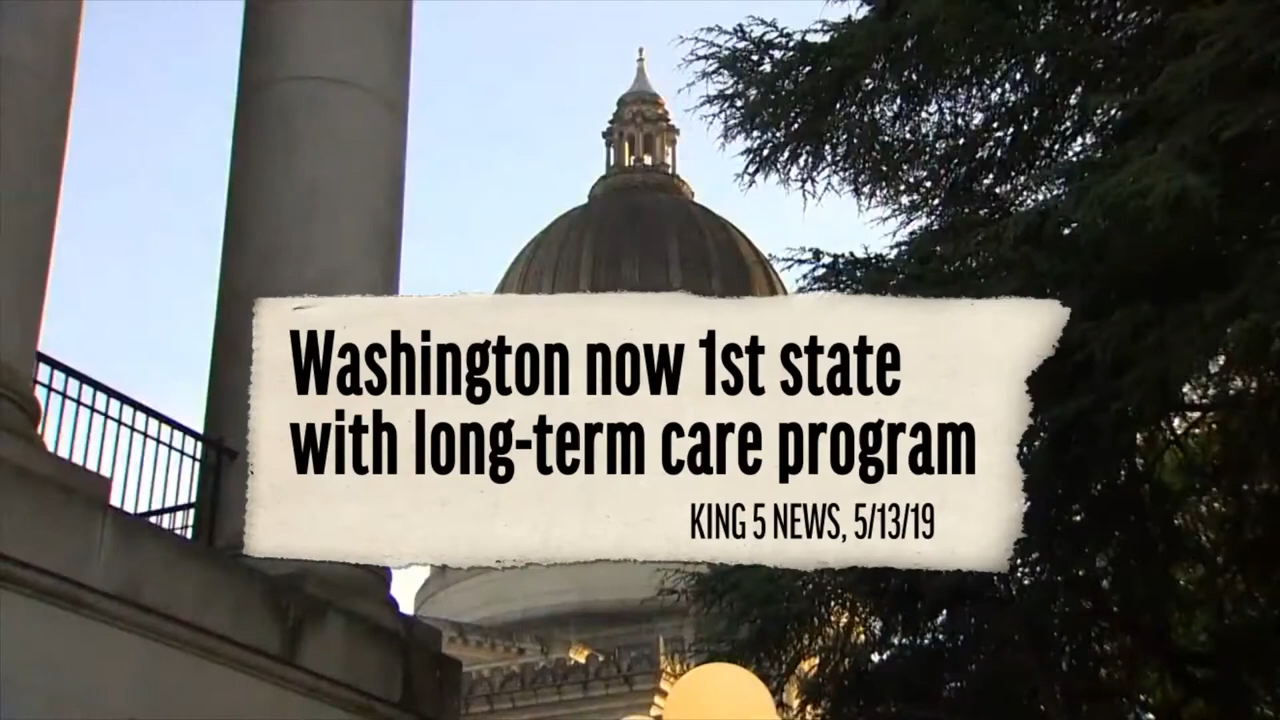 Washington now 1st state
with long-term care program
KING 5 NEWS, 5/13/19